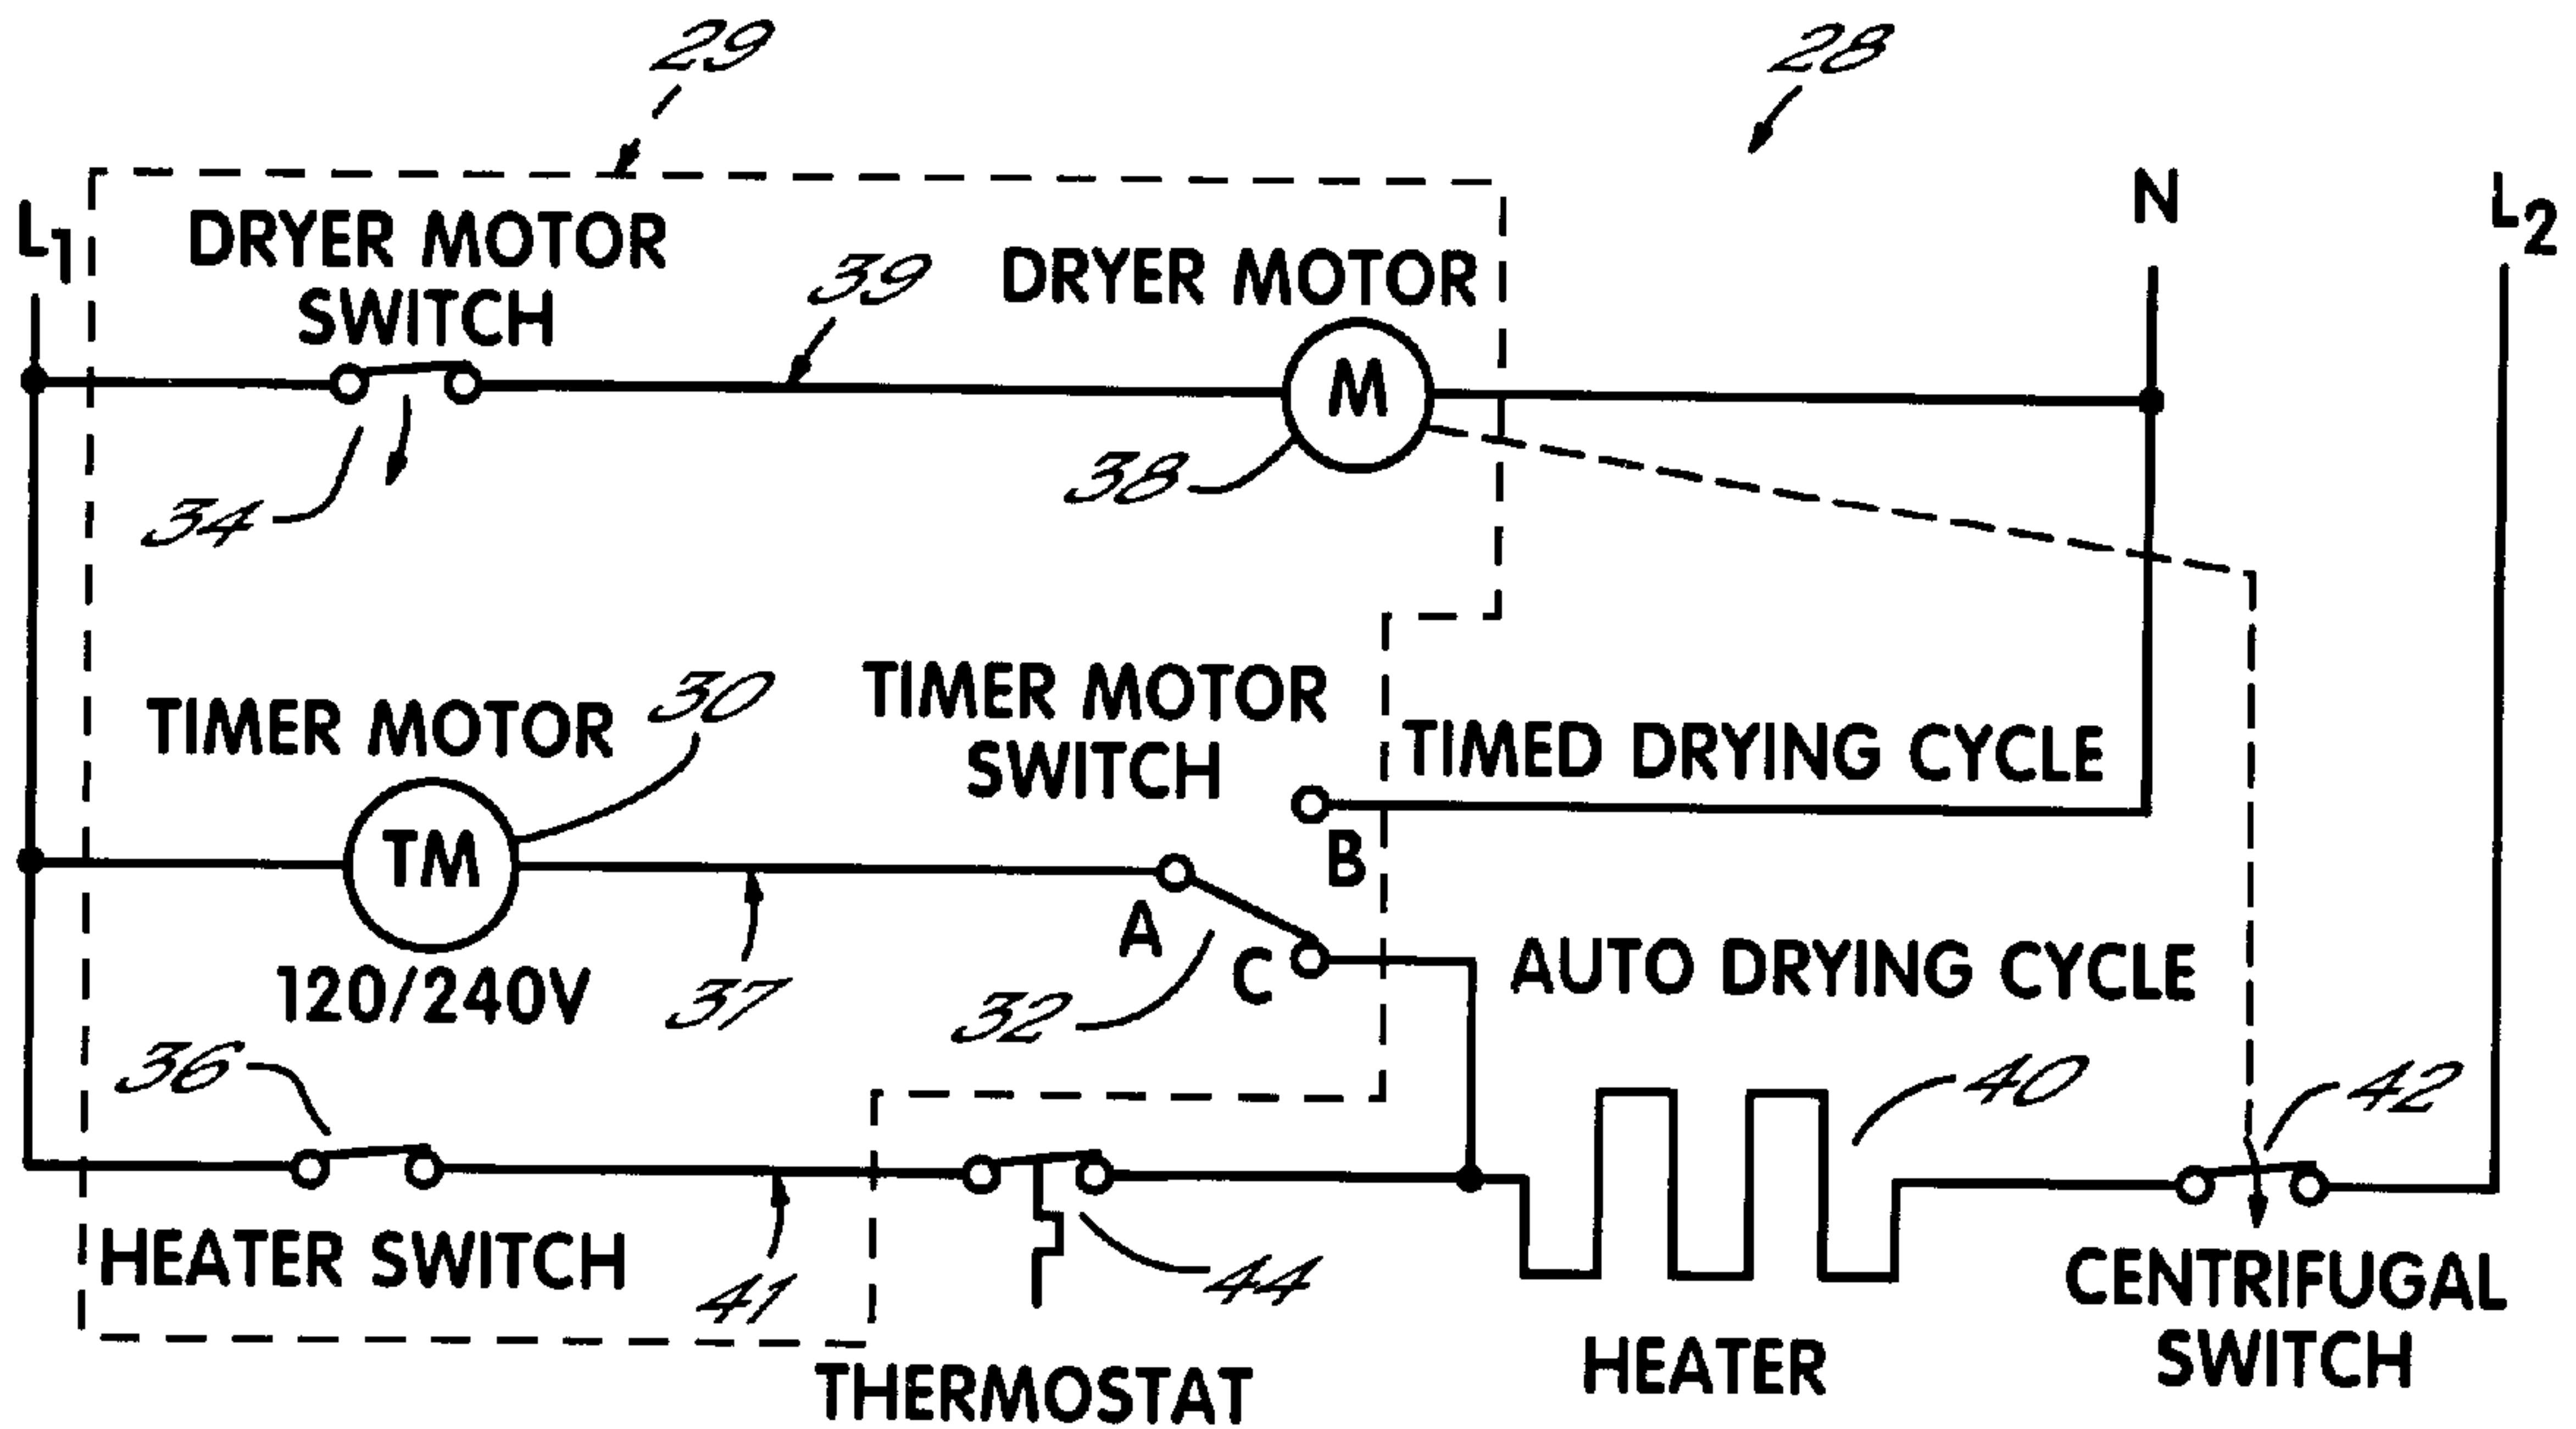 29
28
L1
N
L2
DRYER MOTOR
SWITCH
39
DRYER MOTOR
M
34
38
TIMER MOTOR
30
TIMER MOTOR
SWITCH
TIMED DRYING CYCLE
TM
B
A
C
120/240V
37
32
AUTO DRYING CYCLE
36
40
42
HEATER SWITCH
41
44
THERMOSTAT
HEATER
CENTRIFUGAL
SWITCH